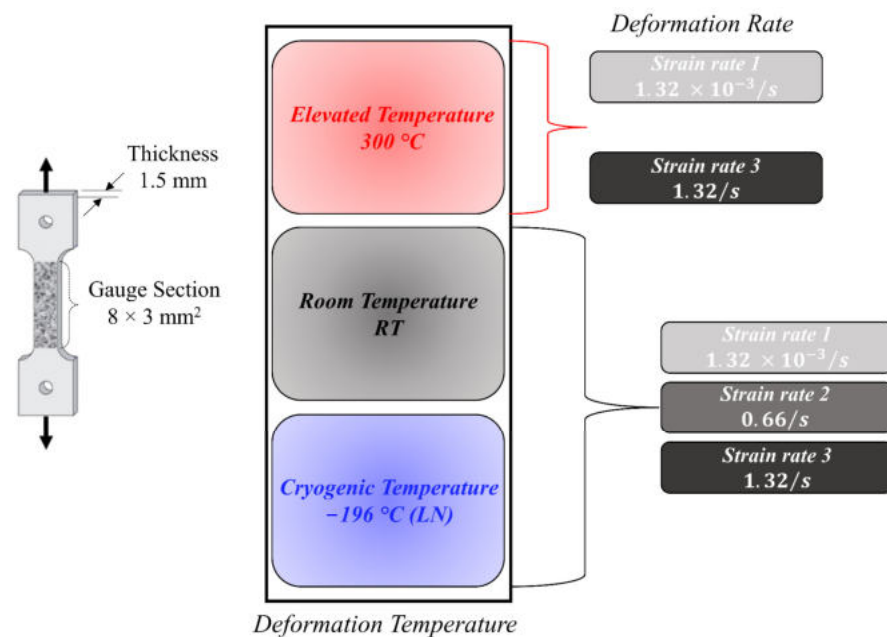 Deformation Rate
Thickness
1.5 mm
Gauge Section
8 × 3 mm²
Elevated Temperature
300 °C
Room Temperature
RT
Cryogenic Temperature
−196 °C (LN)
Deformation Temperature
Strain rate 1
1.32 × 10⁻³/s
Strain rate 3
1.32/s
Strain rate 1
1.32 × 10⁻³/s
Strain rate 2
0.66/s
Strain rate 3
1.32/s